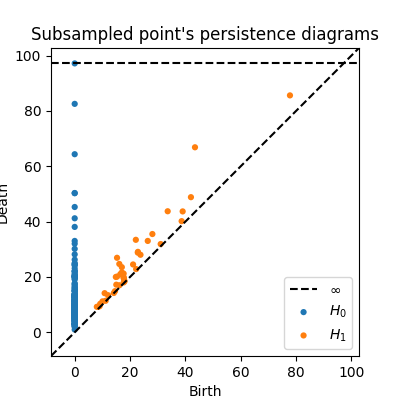 Subsampled point's persistence diagrams
100
80
60
40
20
0
Death
0 20 40 60 80 100
Birth
∞
H₀
H₁